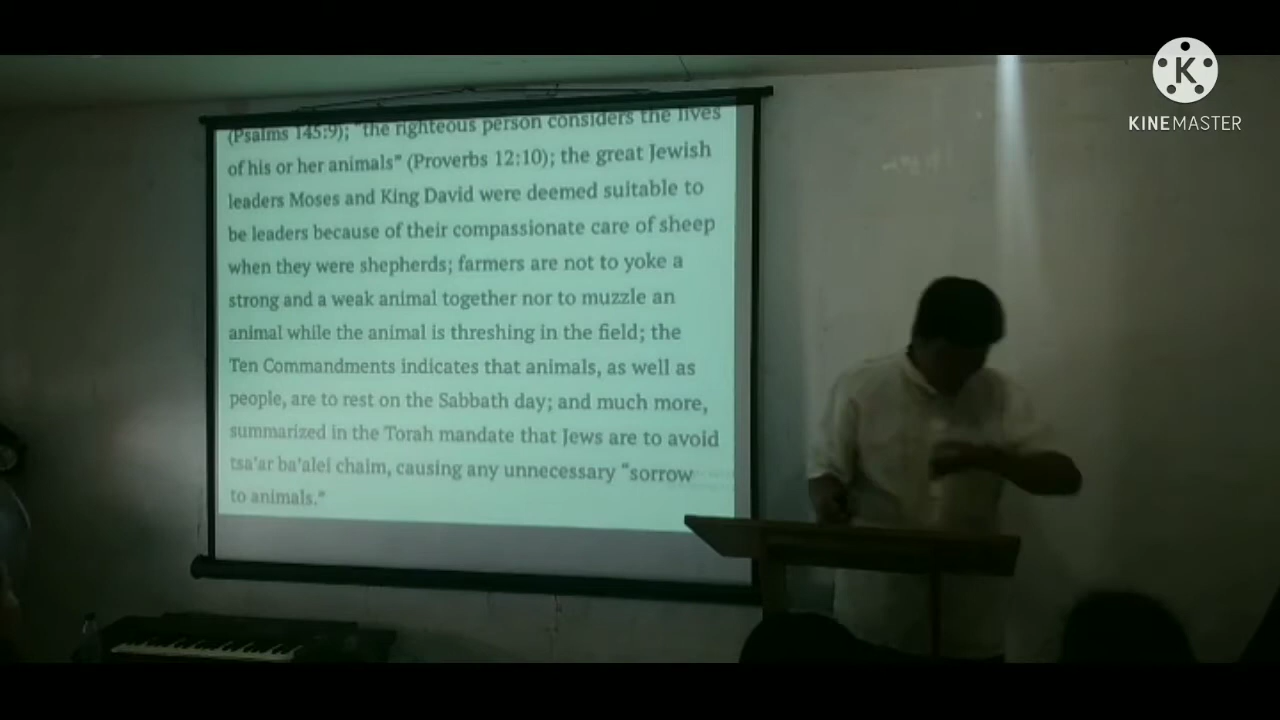 (Psalms 145:9); "the righteous person considers the lives
of his or her animals" (Proverbs 12:10); the great Jewish
leaders Moses and King David were deemed suitable to
be leaders because of their compassionate care of sheep
when they were shepherds; farmers are not to yoke a
strong and a weak animal together nor to muzzle an
animal while the animal is threshing in the field; the
Ten Commandments indicates that animals, as well as
people, are to rest on the Sabbath day; and much more,
summarized in the Torah mandate that Jews are to avoid
tsa'ar ba'alei chaim, causing any unnecessary "sorrow
to animals."
K
KINEMASTER